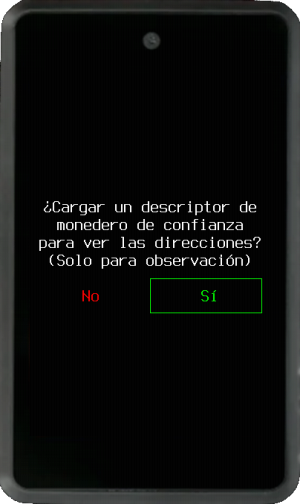 ¿Cargar un descriptor de
monedero de confianza
para ver las direcciones?
(Solo para observación)
No
Sí